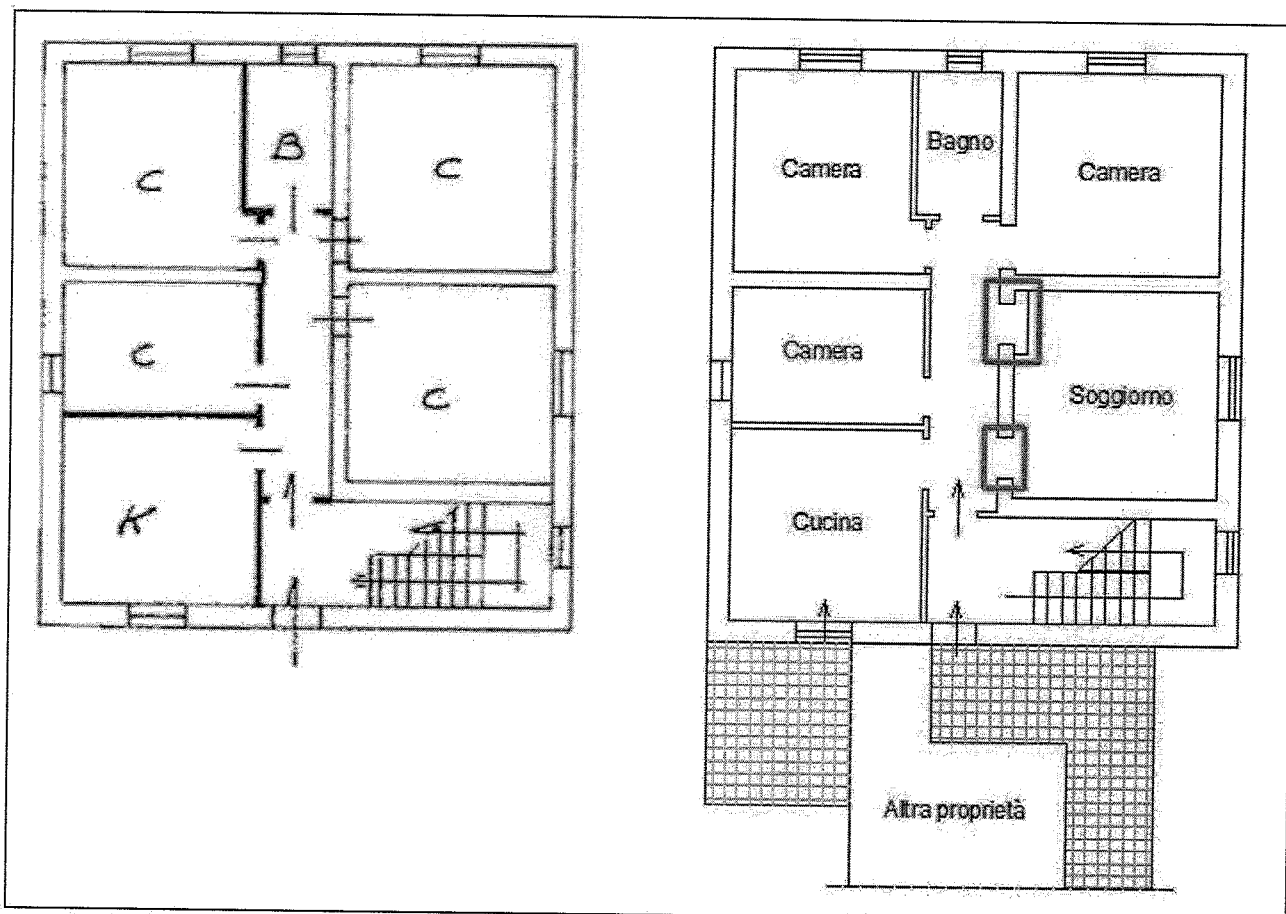 C
B
C
C
C
K
Camera
Bagno
Camera
Camera
Soggiorno
Cucina
Altra proprietà